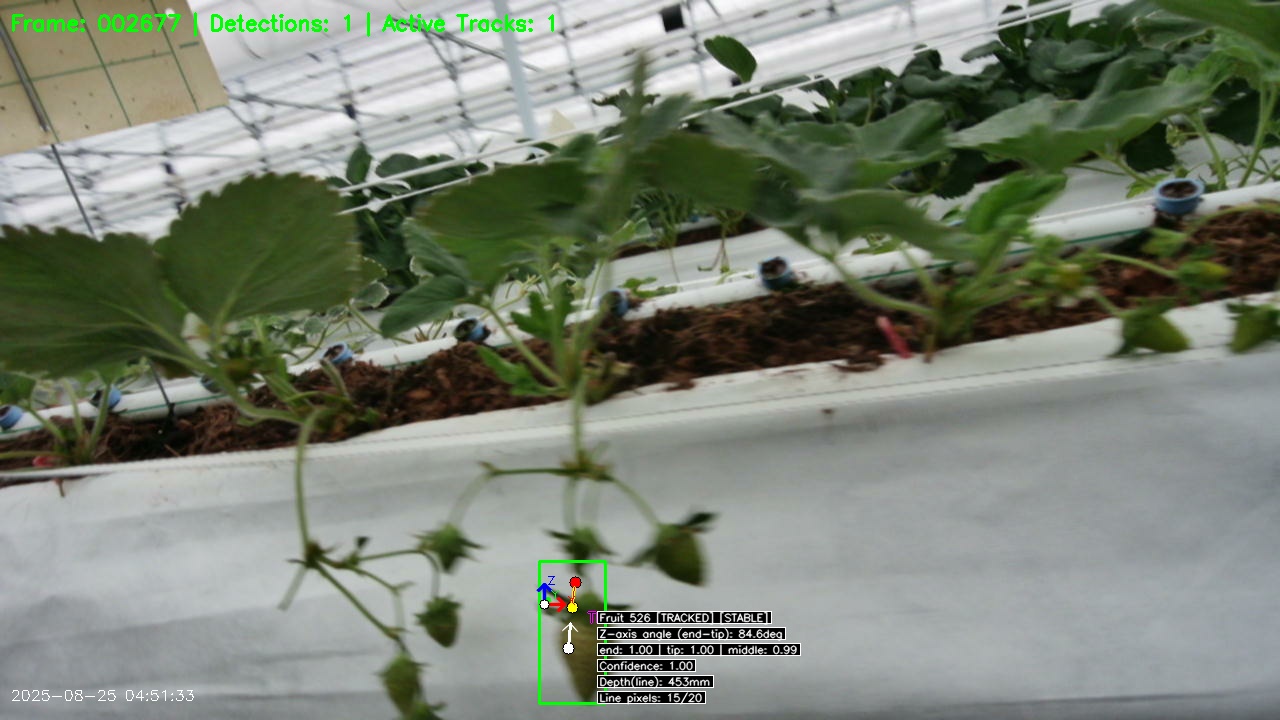 Frame: 002677 | Detections: 1 | Active Tracks: 1
Z
Fruit 526 [TRACKED] [STABLE]
Z-axis angle (end-tip): 84.6deg
end: 1.00 | tip: 1.00 | middle: 0.99
Confidence: 1.00
Depth(line): 453mm
Line pixels: 15/20
2025-08-25 04:51:33